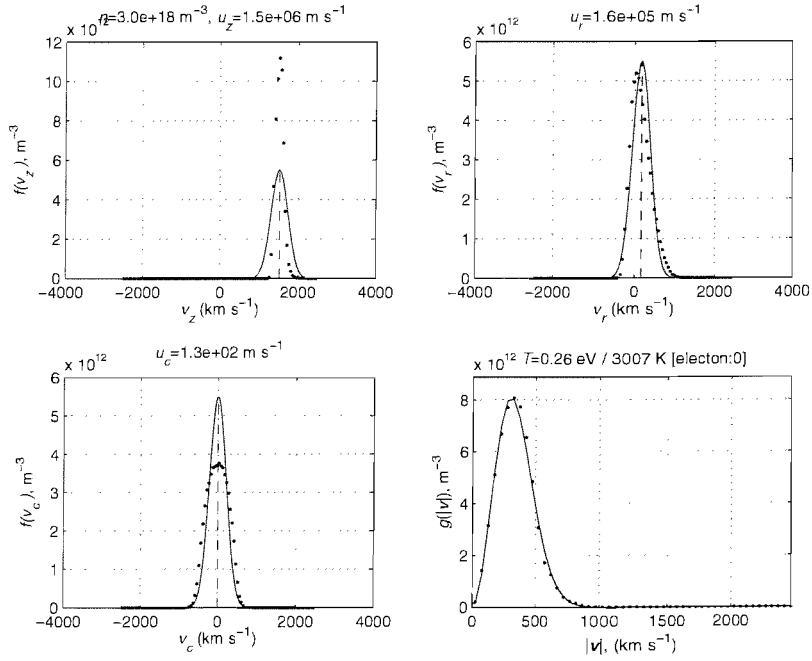 n=3.0e+18 m⁻³, u_z=1.5e+06 m s⁻¹
x 10¹²
12
10
8
6
4
2
0
f(v_z), m⁻³
−4000 −2000 0 2000 4000
v_z (km s⁻¹)
u_r=1.6e+05 m s⁻¹
x 10¹²
6
5
4
3
2
1
0
f(v_r), m⁻³
−4000 −2000 0 2000 4000
v_r (km s⁻¹)
u_c=1.3e+02 m s⁻¹
x 10¹²
6
5
4
3
2
1
0
f(v_c), m⁻³
−4000 −2000 0 2000 4000
v_c (km s⁻¹)
T=0.26 eV / 3007 K [electon:0]
x 10¹²
8
6
4
2
0
g(|v|), m⁻³
0 500 1000 1500 2000
|v|, (km s⁻¹)